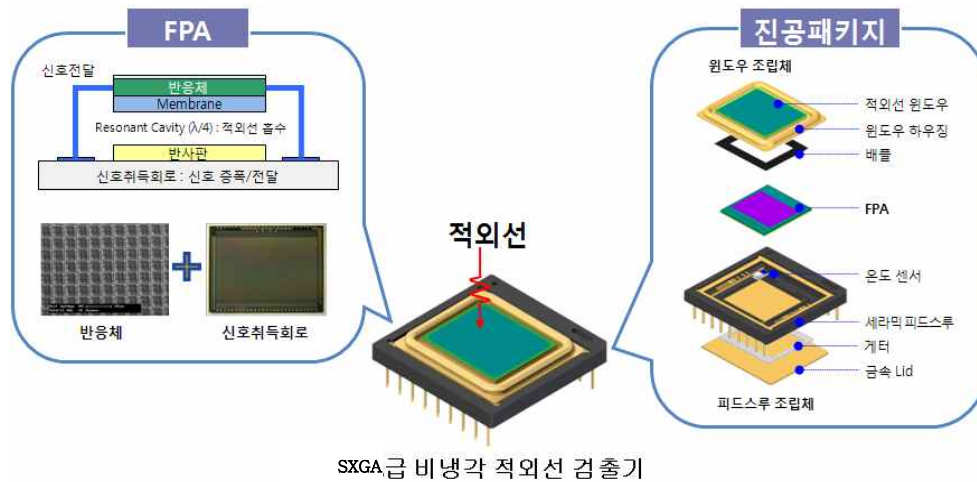 FPA
신호전달
반응체
Membrane
Resonant Cavity (λ/4) : 적외선 흡수
반사판
신호취득회로 : 신호 증폭/전달
반응체
신호취득회로
적외선
진공패키지
윈도우 조립체
적외선 윈도우
윈도우 하우징
배플
FPA
온도 센서
세라믹피드스루
게터
금속 Lid
피드스루 조립체
SXGA급 비냉각 적외선 검출기